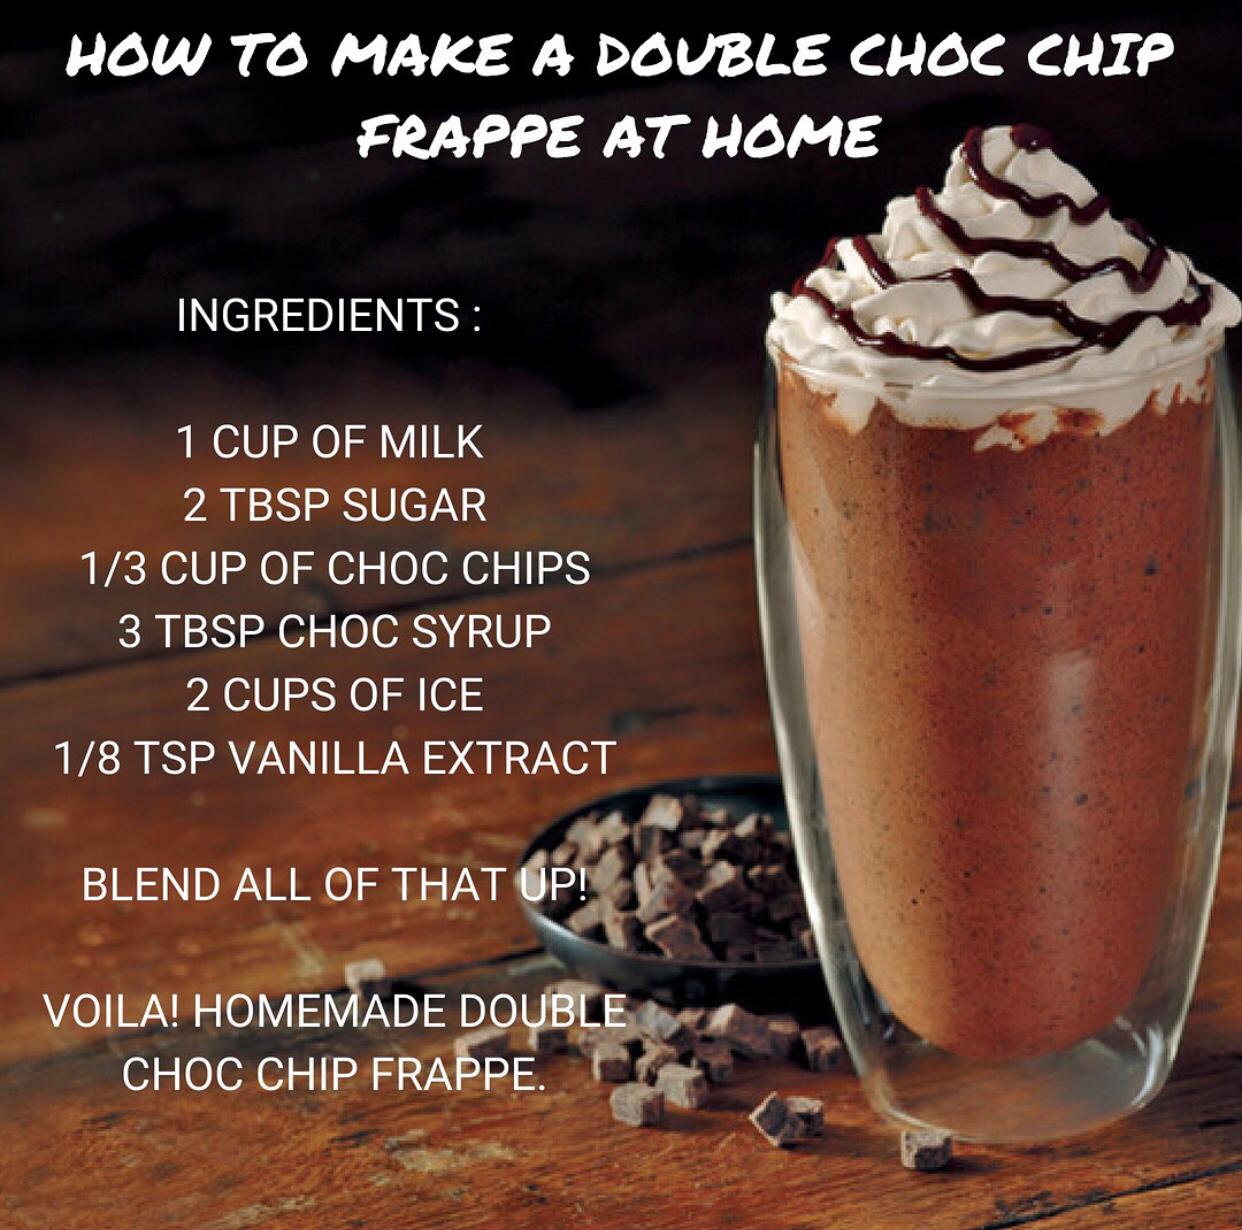 HOW TO MAKE A DOUBLE CHOC CHIP
FRAPPE AT HOME
INGREDIENTS :
1 CUP OF MILK
2 TBSP SUGAR
1/3 CUP OF CHOC CHIPS
3 TBSP CHOC SYRUP
2 CUPS OF ICE
1/8 TSP VANILLA EXTRACT
BLEND ALL OF THAT UP!
VOILA! HOMEMADE DOUBLE
CHOC CHIP FRAPPE.